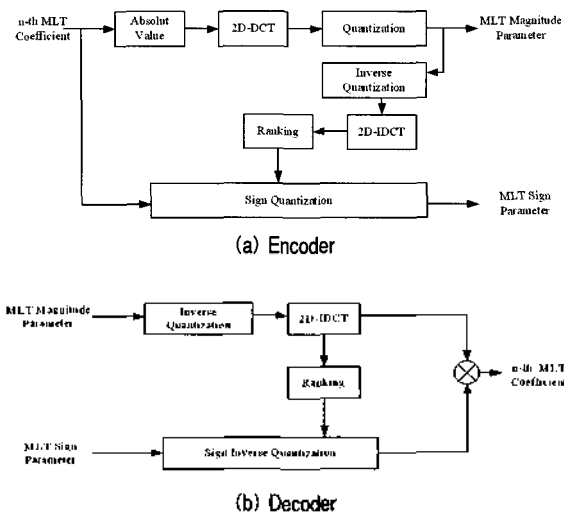 n-th MLT
Coefficient
Absolut
Value
2D-DCT
Quantization
MLT Magnitude
Parameter
Inverse
Quantization
Ranking
2D-IDCT
Sign Quantization
MLT Sign
Parameter
(a) Encoder
MLT Magnitude
Parameter
Inverse
Quantization
2D-IDCT
Ranking
n-th MLT
Coefficient
MLT Sign
Parameter
Sign Inverse Quantization
(b) Decoder